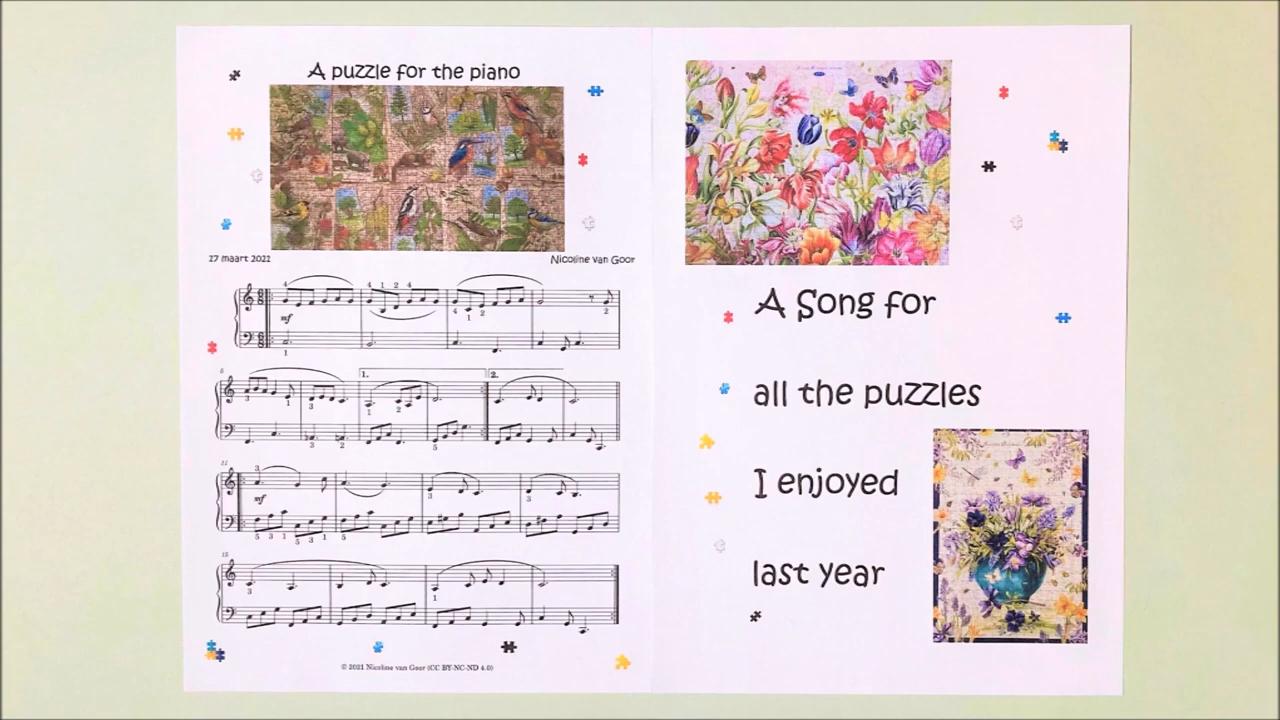 A puzzle for the piano
27 maart 2021
Nicoline van Goor
mf
1.
2.
mf
© 2021 Nicoline van Goor (CC BY-NC-ND 4.0)
A Song for
all the puzzles
I enjoyed
last year